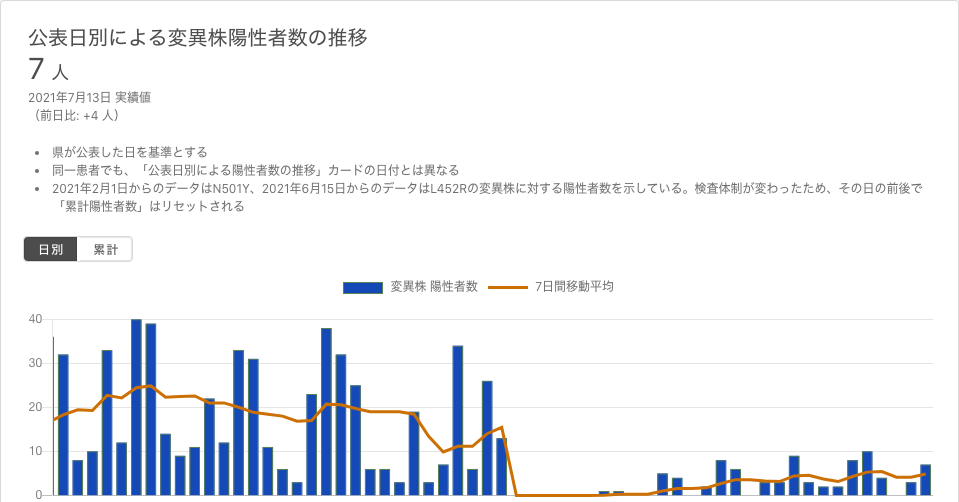 公表日別による変異株陽性者数の推移
7 人
2021年7月13日 実績値
（前日比: +4 人）
• 県が公表した日を基準とする
• 同一患者でも、「公表日別による陽性者数の推移」カードの日付とは異なる
• 2021年2月1日からのデータはN501Y、2021年6月15日からのデータはL452Rの変異株に対する陽性者数を示している。検査体制が変わったため、その日の前後で
「累計陽性者数」はリセットされる
日別 累計
変異株 陽性者数 7日間移動平均
40
30
20
10
0